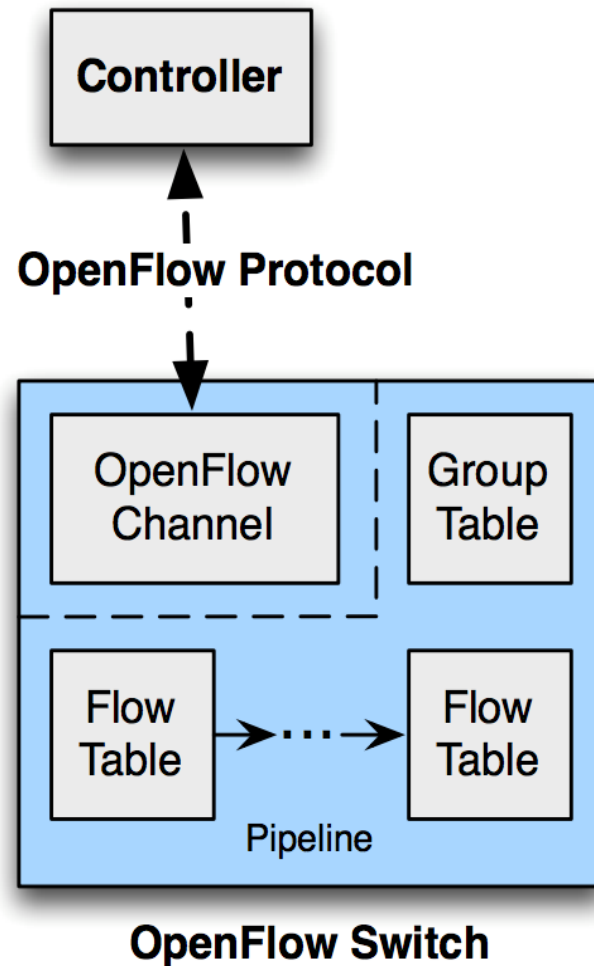 Controller
OpenFlow Protocol
OpenFlow
Channel
Group
Table
Flow
Table
...
Flow
Table
Pipeline
OpenFlow Switch